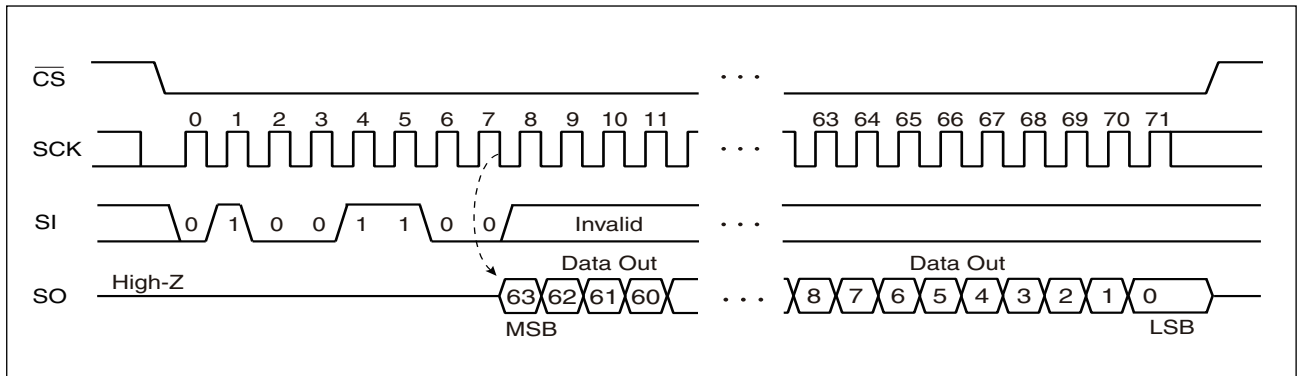 CS
. . .
0 1 2 3 4 5 6 7 8 9 10 11 63 64 65 66 67 68 69 70 71
SCK
. . .
SI 0 1 0 0 1 1 0 0 Invalid . . .
High-Z Data Out Data Out
SO 63 62 61 60 . . . 8 7 6 5 4 3 2 1 0
MSB LSB